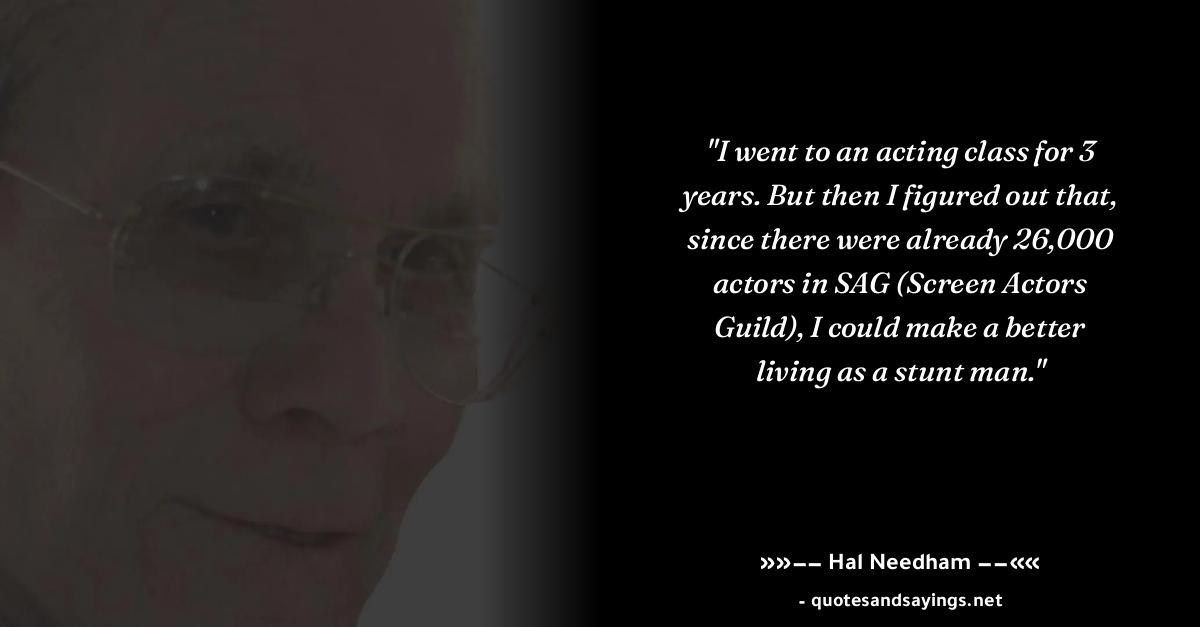 "I went to an acting class for 3
years. But then I figured out that,
since there were already 26,000
actors in SAG (Screen Actors
Guild), I could make a better
living as a stunt man."
»»−− Hal Needham −−««
- quotesandsayings.net